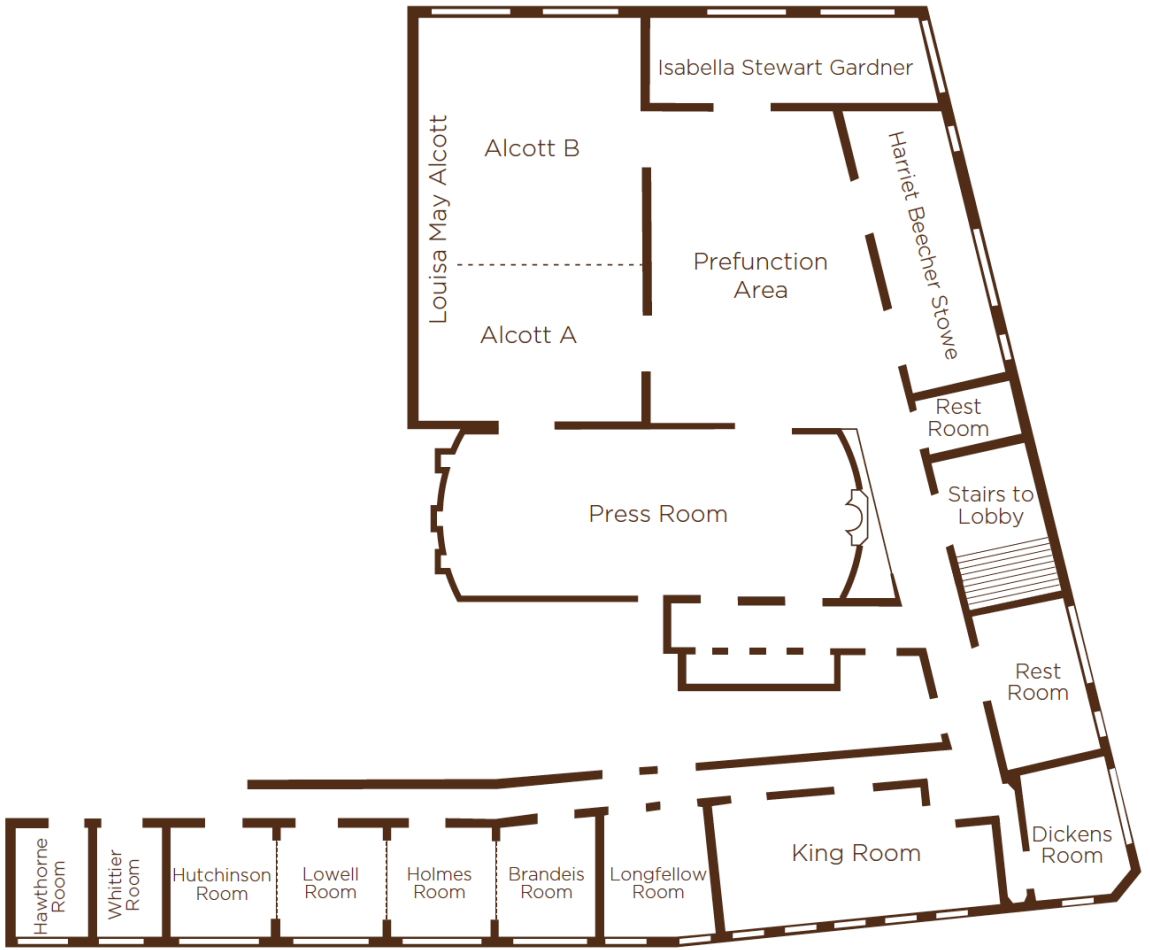 Isabella Stewart Gardner
Louisa May Alcott
Alcott B
Harriet Beecher Stowe
Prefunction
Area
Alcott A
Rest
Room
Stairs to
Lobby
Press Room
Rest
Room
Dickens
Room
King Room
Hawthorne
Room
Whittier
Room
Hutchinson
Room
Lowell
Room
Holmes
Room
Brandeis
Room
Longfellow
Room